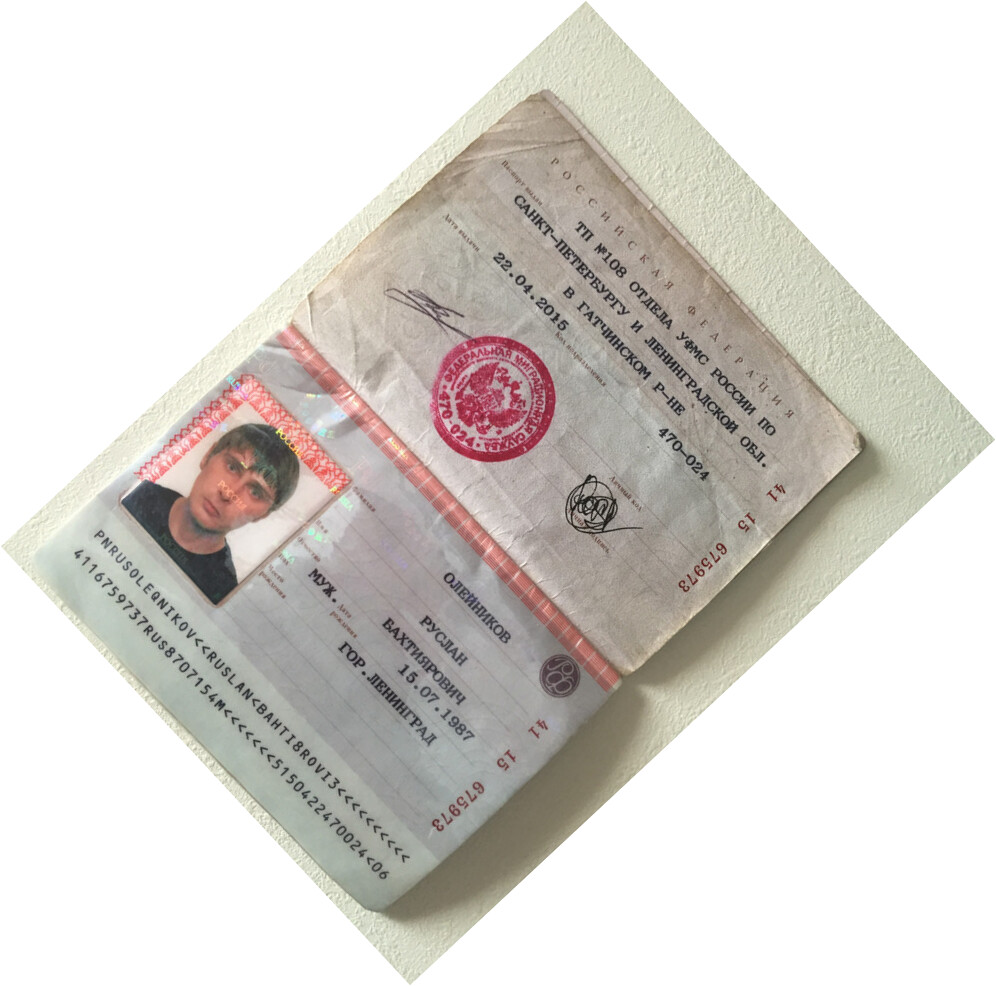 РОССИЙСКАЯ ФЕДЕРАЦИЯ
Паспорт выдан
ТП №108 ОТДЕЛА УФМС РОССИИ ПО
САНКТ-ПЕТЕРБУРГУ И ЛЕНИНГРАДСКОЙ ОБЛ.
В ГАТЧИНСКОМ Р-НЕ
Дата выдачи 22.04.2015 Код подразделения 470-024
Личный код
ФЕДЕРАЛЬНАЯ МИГРАЦИОННАЯ СЛУЖБА
470-024
41 15 675973
Фамилия
ОЛЕЙНИКОВ
Имя РУСЛАН
Отчество БАХТИЯРОВИЧ
МУЖ. Дата рождения 15.07.1987
Место рождения ГОР.ЛЕНИНГРАД
41 15 675973
PNRUSOLEQNIKOV<<RUSLAN<BAHTI8ROVI3<<<<<<<<<<
4116759737RUS8707154M<<<<<<<5150422470024<06